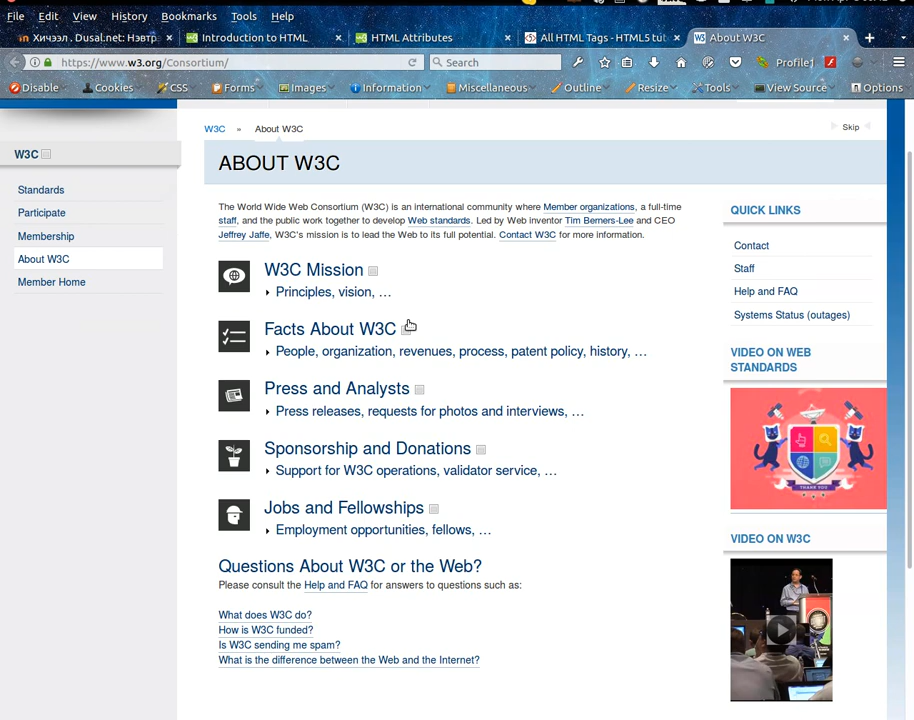 File Edit View History Bookmarks Tools Help
Хичээл . Dusal.net: Нэвтр × Introduction to HTML × HTML Attributes × All HTML Tags - HTML5 tut × W3 About W3C × +
https://www.w3.org/Consortium/ Search Profile1
Disable Cookies CSS Forms Images Information Miscellaneous Outline Resize Tools View Source Options
W3C » About W3C
Skip
W3C
ABOUT W3C
Standards
Participate
Membership
About W3C
Member Home
The World Wide Web Consortium (W3C) is an international community where Member organizations, a full-time
staff, and the public work together to develop Web standards. Led by Web inventor Tim Berners-Lee and CEO
Jeffrey Jaffe, W3C's mission is to lead the Web to its full potential. Contact W3C for more information.
W3C Mission
Principles, vision, …
Facts About W3C
People, organization, revenues, process, patent policy, history, …
Press and Analysts
Press releases, requests for photos and interviews, …
Sponsorship and Donations
Support for W3C operations, validator service, …
Jobs and Fellowships
Employment opportunities, fellows, …
Questions About W3C or the Web?
Please consult the Help and FAQ for answers to questions such as:
What does W3C do?
How is W3C funded?
Is W3C sending me spam?
What is the difference between the Web and the Internet?
QUICK LINKS
Contact
Staff
Help and FAQ
Systems Status (outages)
VIDEO ON WEB
STANDARDS
THANK YOU
VIDEO ON W3C